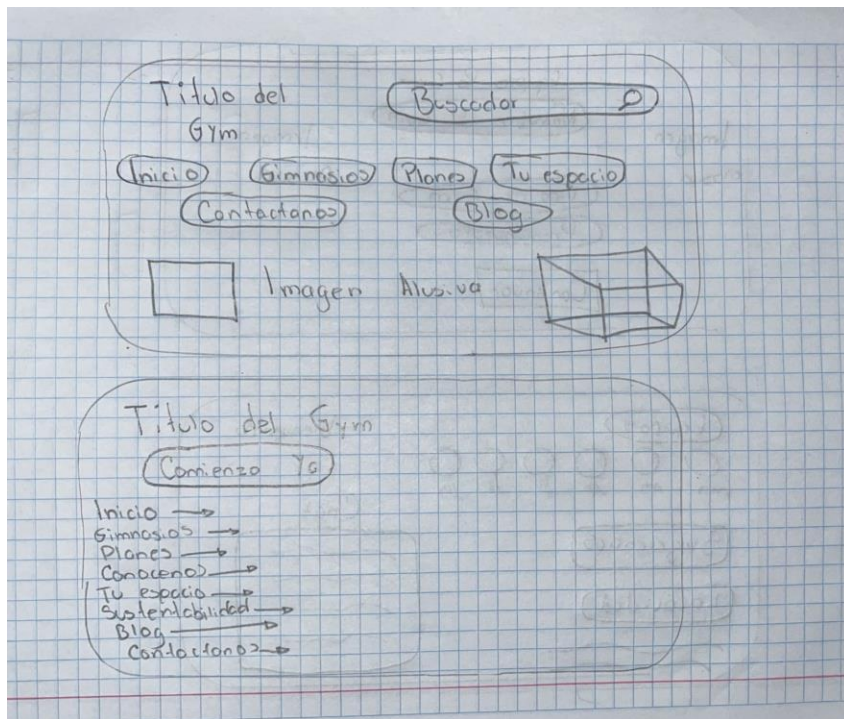 Titulo del
Gym
Buscador
Inicio Gimnasios Planes Tu espacio
Contactanos Blog
Imagen Alusiva
Titulo del Gym
Comienza Ya
Inicio
Gimnasios
Planes
Conocenos
Tu espacio
Sustentabilidad
Blog
Contactanos